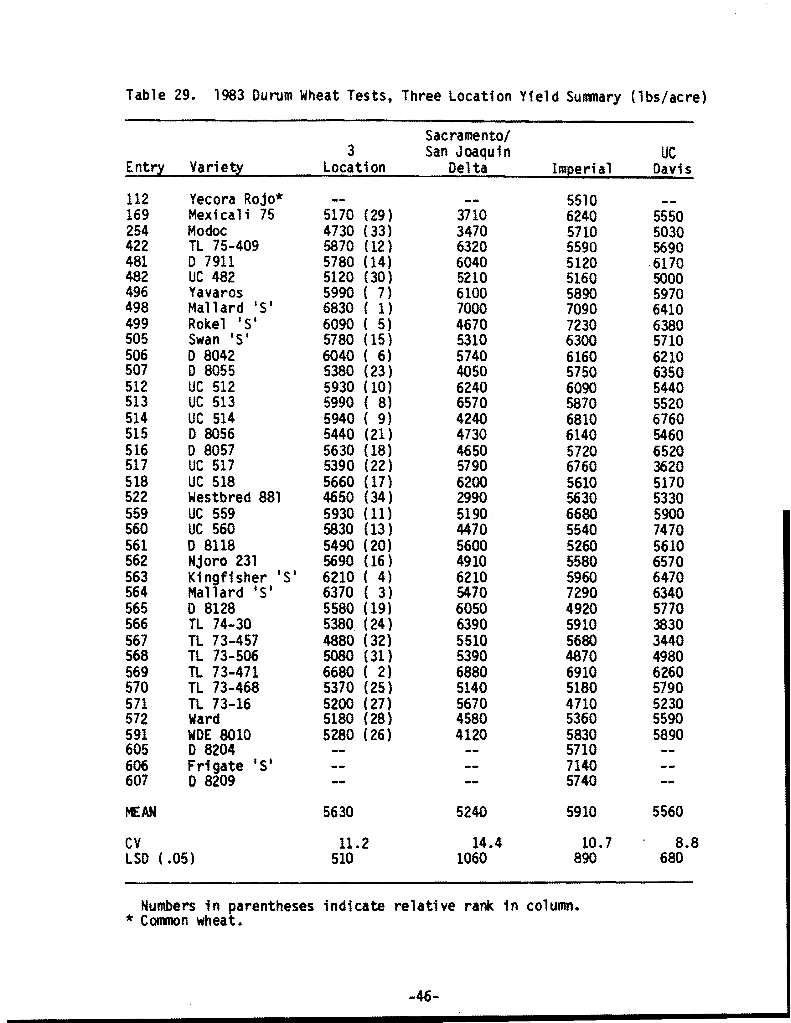 Table 29. 1983 Durum Wheat Tests, Three Location Yield Summary (lbs/acre)
Sacramento/
3 San Joaquin UC
Entry Variety Location Delta Imperial Davis
112 Yecora Rojo* -- -- 5510 --
169 Mexicali 75 5170 (29) 3710 6240 5550
254 Modoc 4730 (33) 3470 5710 5030
422 TL 75-409 5870 (12) 6320 5590 5690
481 D 7911 5780 (14) 6040 5120 6170
482 UC 482 5120 (30) 5210 5160 5000
496 Yavaros 5990 ( 7) 6100 5890 5970
498 Mallard 'S' 6830 ( 1) 7000 7090 6410
499 Rokel 'S' 6090 ( 5) 4670 7230 6380
505 Swan 'S' 5780 (15) 5310 6300 5710
506 D 8042 6040 ( 6) 5740 6160 6210
507 D 8055 5380 (23) 4050 5750 6350
512 UC 512 5930 (10) 6240 6090 5440
513 UC 513 5990 ( 8) 6570 5870 5520
514 UC 514 5940 ( 9) 4240 6810 6760
515 D 8056 5440 (21) 4730 6140 5460
516 D 8057 5630 (18) 4650 5720 6520
517 UC 517 5390 (22) 5790 6760 3620
518 UC 518 5660 (17) 6200 5610 5170
522 Westbred 881 4650 (34) 2990 5630 5330
559 UC 559 5930 (11) 5190 6680 5900
560 UC 560 5830 (13) 4470 5540 7470
561 D 8118 5490 (20) 5600 5260 5610
562 Njoro 231 5690 (16) 4910 5580 6570
563 Kingfisher 'S' 6210 ( 4) 6210 5960 6470
564 Mallard 'S' 6370 ( 3) 5470 7290 6340
565 D 8128 5580 (19) 6050 4920 5770
566 TL 74-30 5380 (24) 6390 5910 3830
567 TL 73-457 4880 (32) 5510 5680 3440
568 TL 73-506 5080 (31) 5390 4870 4980
569 TL 73-471 6680 ( 2) 6880 6910 6260
570 TL 73-468 5370 (25) 5140 5180 5790
571 TL 73-16 5200 (27) 5670 4710 5230
572 Ward 5180 (28) 4580 5360 5590
591 WDE 8010 5280 (26) 4120 5830 5890
605 D 8204 -- -- 5710 --
606 Frigate 'S' -- -- 7140 --
607 D 8209 -- -- 5740 --
MEAN 5630 5240 5910 5560
CV 11.2 14.4 10.7 8.8
LSD (.05) 510 1060 890 680
Numbers in parentheses indicate relative rank in column.
* Common wheat.
-46-